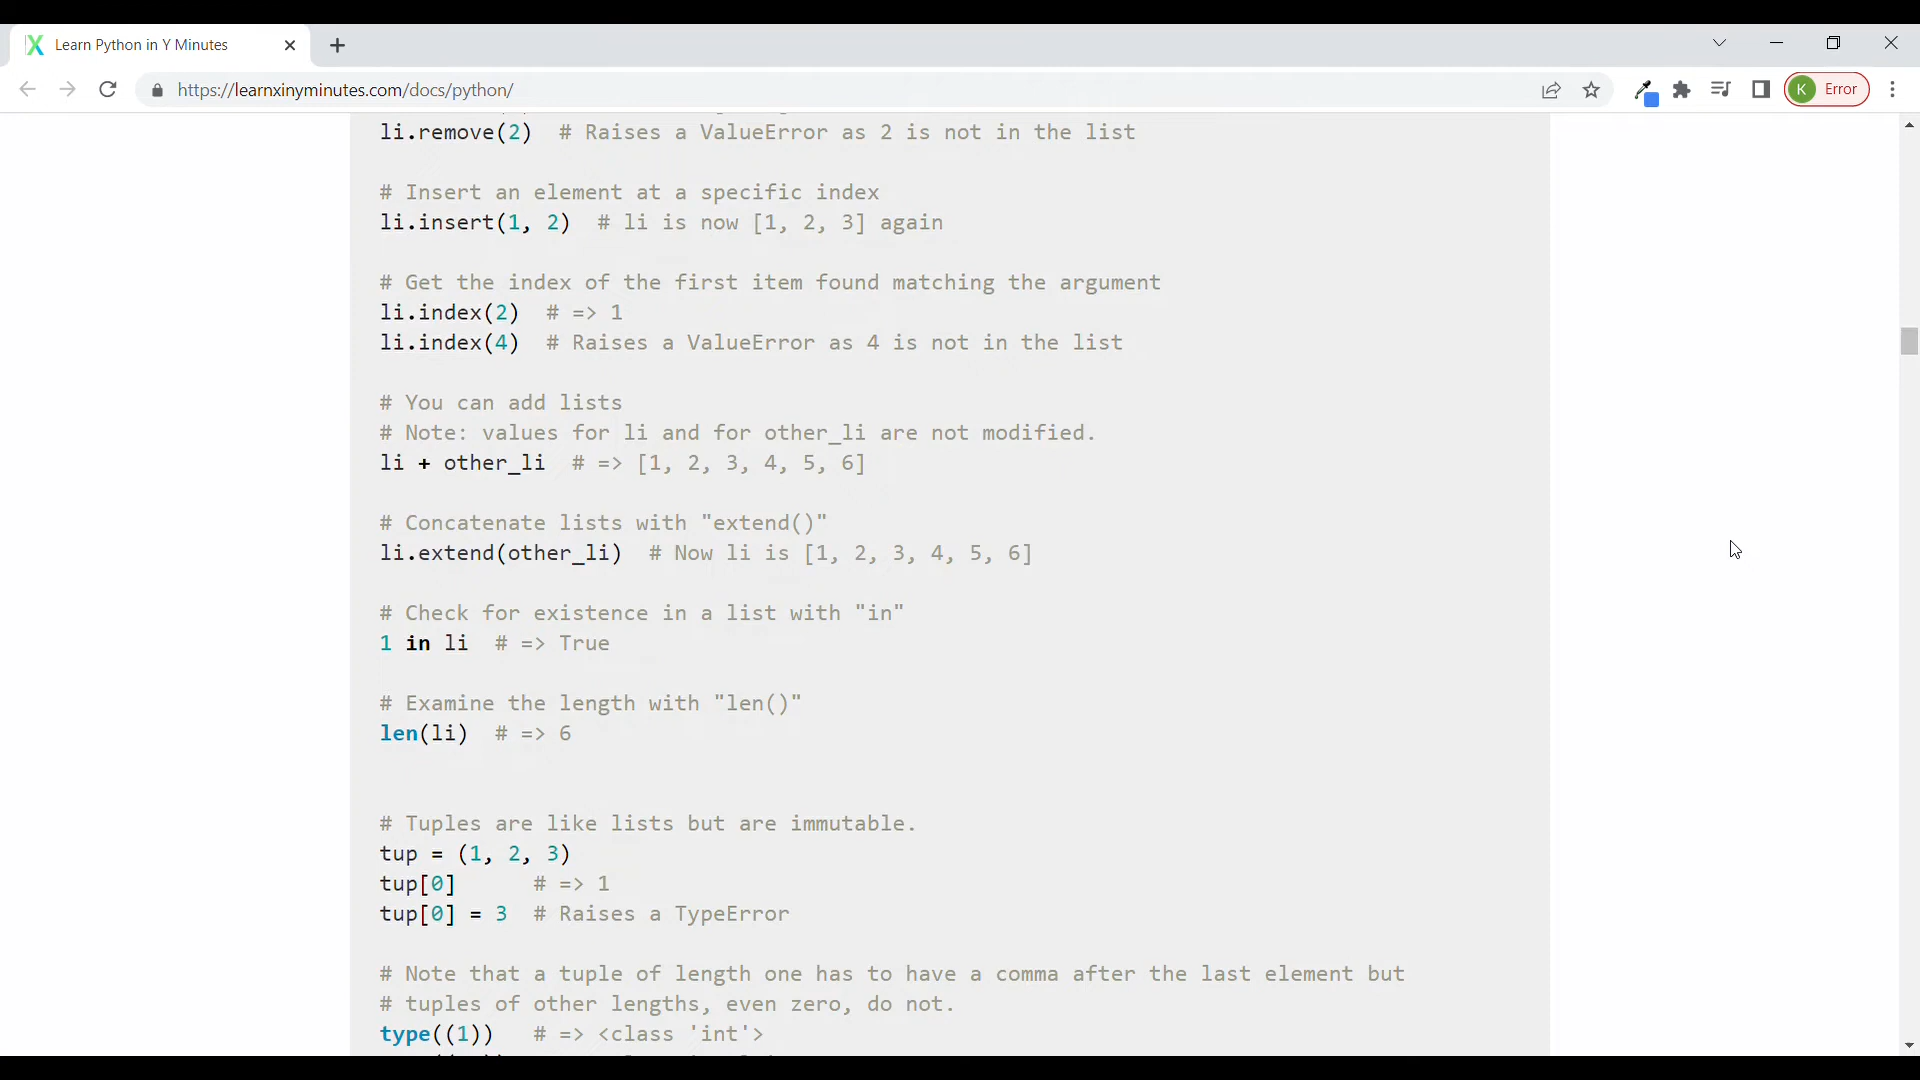 Learn Python in Y Minutes
https://learnxinyminutes.com/docs/python/
K Error
li.remove(2)  # Raises a ValueError as 2 is not in the list
# Insert an element at a specific index
li.insert(1, 2)  # li is now [1, 2, 3] again
# Get the index of the first item found matching the argument
li.index(2)  # => 1
li.index(4)  # Raises a ValueError as 4 is not in the list
# You can add lists
# Note: values for li and for other_li are not modified.
li + other_li  # => [1, 2, 3, 4, 5, 6]
# Concatenate lists with "extend()"
li.extend(other_li)  # Now li is [1, 2, 3, 4, 5, 6]
# Check for existence in a list with "in"
1 in li  # => True
# Examine the length with "len()"
len(li)  # => 6
# Tuples are like lists but are immutable.
tup = (1, 2, 3)
tup[0]      # => 1
tup[0] = 3  # Raises a TypeError
# Note that a tuple of length one has to have a comma after the last element but
# tuples of other lengths, even zero, do not.
type((1))   # => <class 'int'>